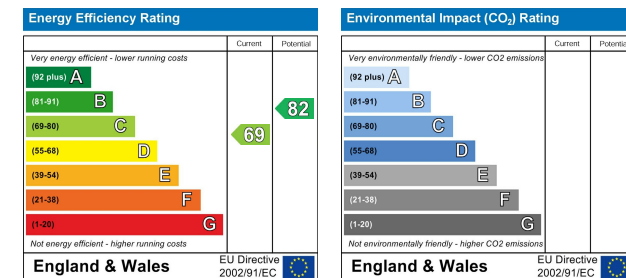 Energy Efficiency Rating
Current Potential
Very energy efficient - lower running costs
(92 plus) A
(81-91) B
82
(69-80) C
69
(55-68) D
(39-54) E
(21-38) F
(1-20) G
Not energy efficient - higher running costs
England & Wales
EU Directive
2002/91/EC
Environmental Impact (CO2) Rating
Current Potential
Very environmentally friendly - lower CO2 emissions
(92 plus) A
(81-91) B
(69-80) C
(55-68) D
(39-54) E
(21-38) F
(1-20) G
Not environmentally friendly - higher CO2 emissions
England & Wales
EU Directive
2002/91/EC